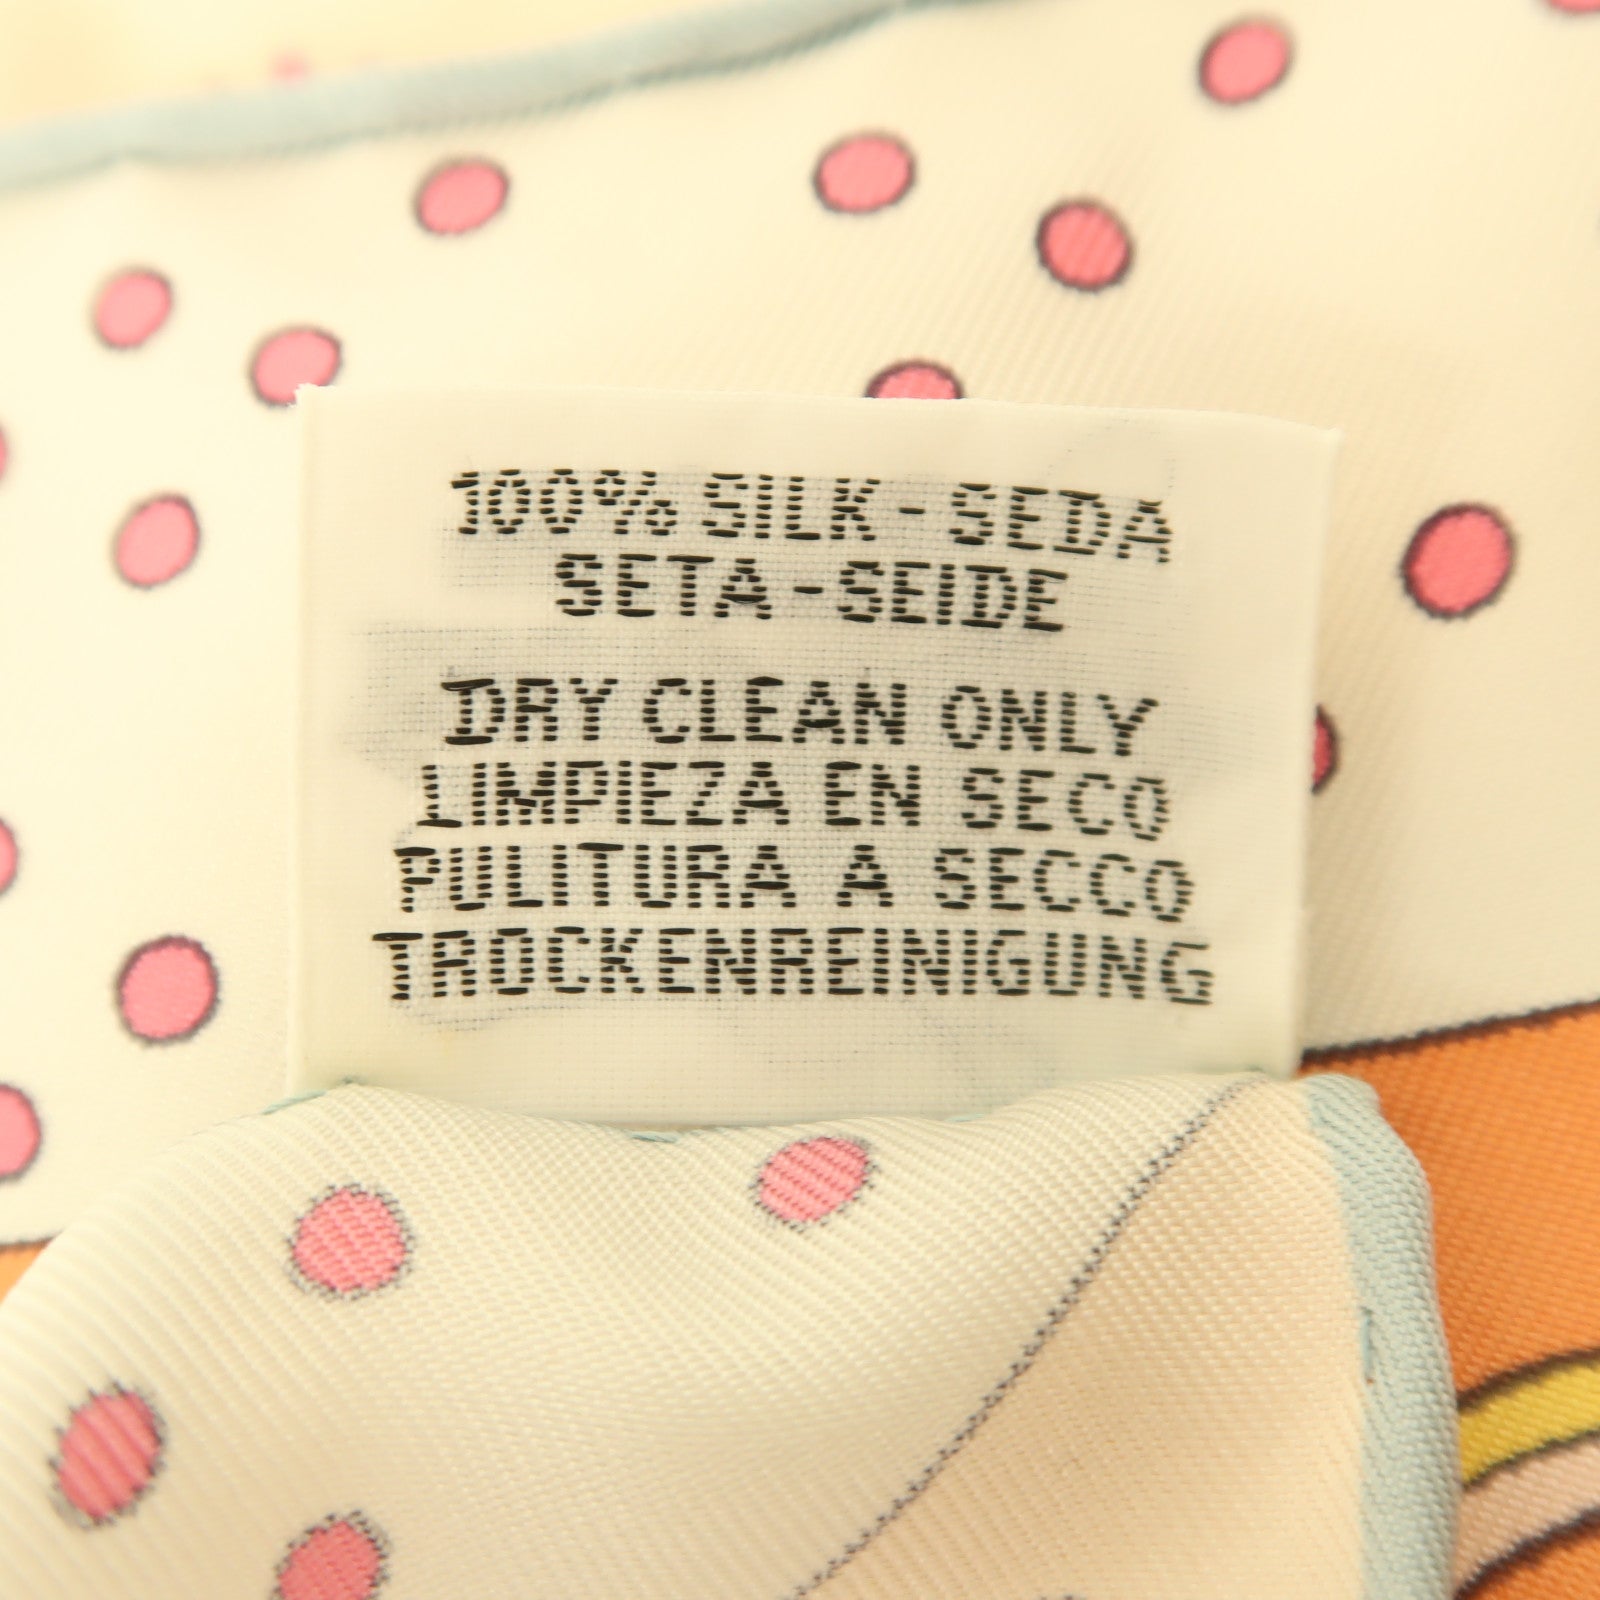 100% SILK - SEDA
SETA - SEIDE
DRY CLEAN ONLY
LIMPIEZA EN SECO
PULITURA A SECCO
TROCKENREINIGUNG